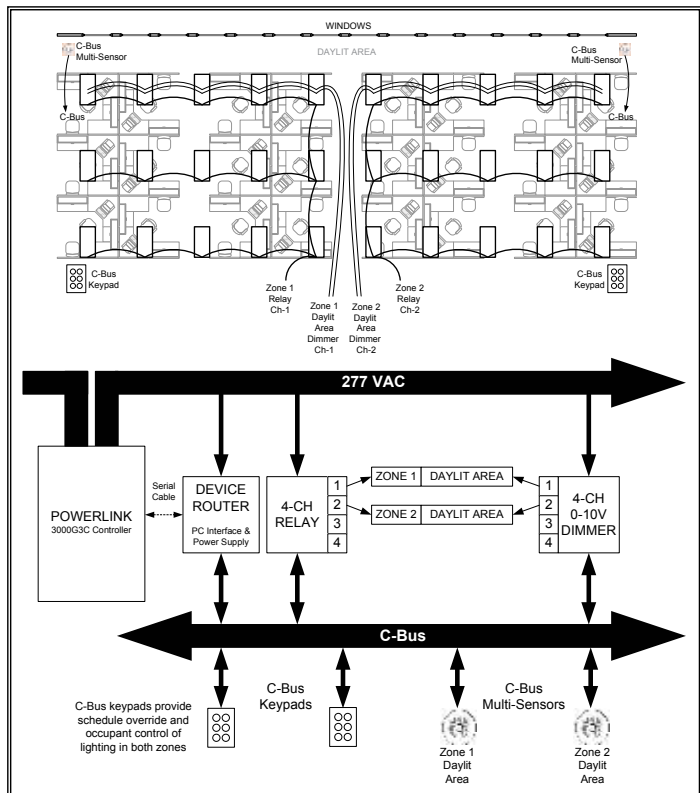 WINDOWS
DAYLIT AREA
C-Bus
Multi-Sensor
C-Bus
Multi-Sensor
C-Bus
C-Bus
C-Bus
Keypad
C-Bus
Keypad
Zone 1
Relay
Ch-1
Zone 1
Daylit
Area
Dimmer
Ch-1
Zone 2
Daylit
Area
Dimmer
Ch-2
Zone 2
Relay
Ch-2
277 VAC
POWERLINK
3000G3C Controller
Serial
Cable
DEVICE
ROUTER
PC Interface &
Power Supply
4-CH
RELAY
1
2
3
4
ZONE 1 DAYLIT AREA
ZONE 2 DAYLIT AREA
1
2
3
4
4-CH
0-10V
DIMMER
C-Bus
C-Bus keypads provide
schedule override and
occupant control of
lighting in both zones
C-Bus
Keypads
C-Bus
Multi-Sensors
Zone 1
Daylit
Area
Zone 2
Daylit
Area